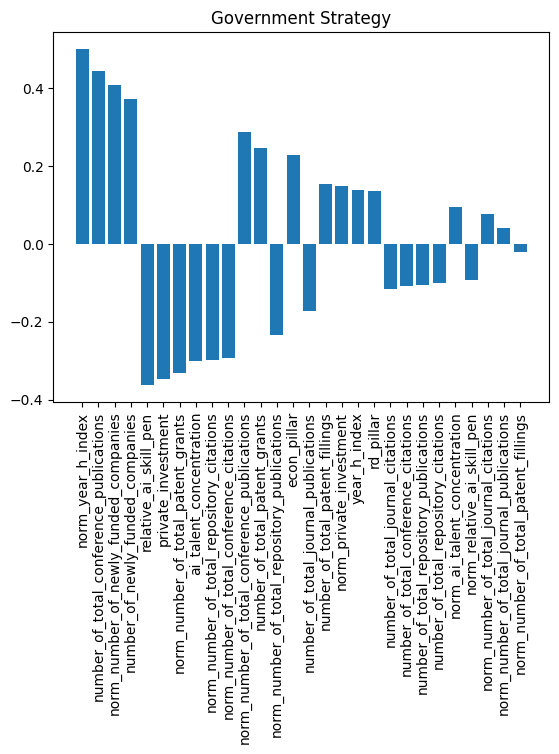 Government Strategy
0.4
0.2
0.0
−0.2
−0.4
norm_year_h_index
number_of_total_conference_publications
norm_number_of_newly_funded_companies
number_of_newly_funded_companies
relative_ai_skill_pen
private_investment
norm_number_of_total_patent_grants
ai_talent_concentration
norm_number_of_total_repository_citations
norm_number_of_total_conference_citations
norm_number_of_total_conference_publications
number_of_total_patent_grants
norm_number_of_total_repository_publications
econ_pillar
number_of_total_journal_publications
number_of_total_patent_fillings
norm_private_investment
year_h_index
rd_pillar
number_of_total_journal_citations
number_of_total_conference_citations
number_of_total_repository_publications
number_of_total_repository_citations
norm_ai_talent_concentration
norm_relative_ai_skill_pen
norm_number_of_total_journal_citations
norm_number_of_total_journal_publications
norm_number_of_total_patent_fillings